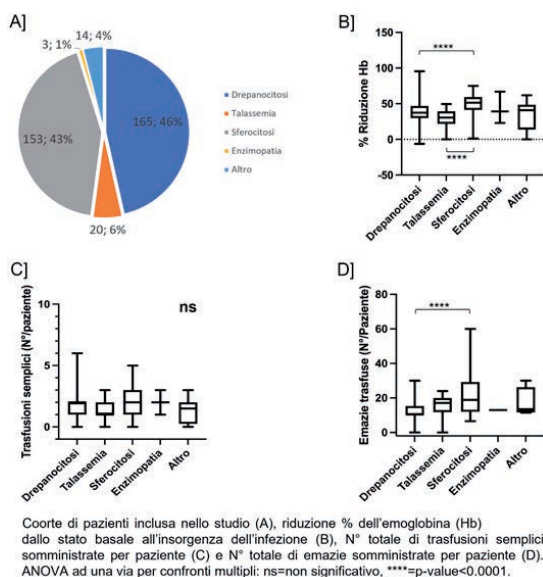 A]
3; 1%
14; 4%
153; 43%
165; 46%
20; 6%
Drepanocitosi
Talassemia
Sferocitosi
Enzimopatia
Altro
B]
% Riduzione Hb
150
100
50
0
-50
****
****
Drepanocitosi
Talassemia
Sferocitosi
Enzimopatia
Altro
C]
Trasfusioni semplici (N°/paziente)
10
5
0
ns
Drepanocitosi
Talassemia
Sferocitosi
Enzimopatia
Altro
D]
Emazie trasfuse (N°/Paziente)
80
60
40
20
0
****
Drepanocitosi
Talassemia
Sferocitosi
Enzimopatia
Altro
Coorte di pazienti inclusa nello studio (A), riduzione % dell'emoglobina (Hb)
dallo stato basale all'insorgenza dell'infezione (B), N° totale di trasfusioni semplici
somministrate per paziente (C) e N° totale di emazie somministrate per paziente (D).
ANOVA ad una via per confronti multipli: ns=non significativo, ****=p-value<0.0001.